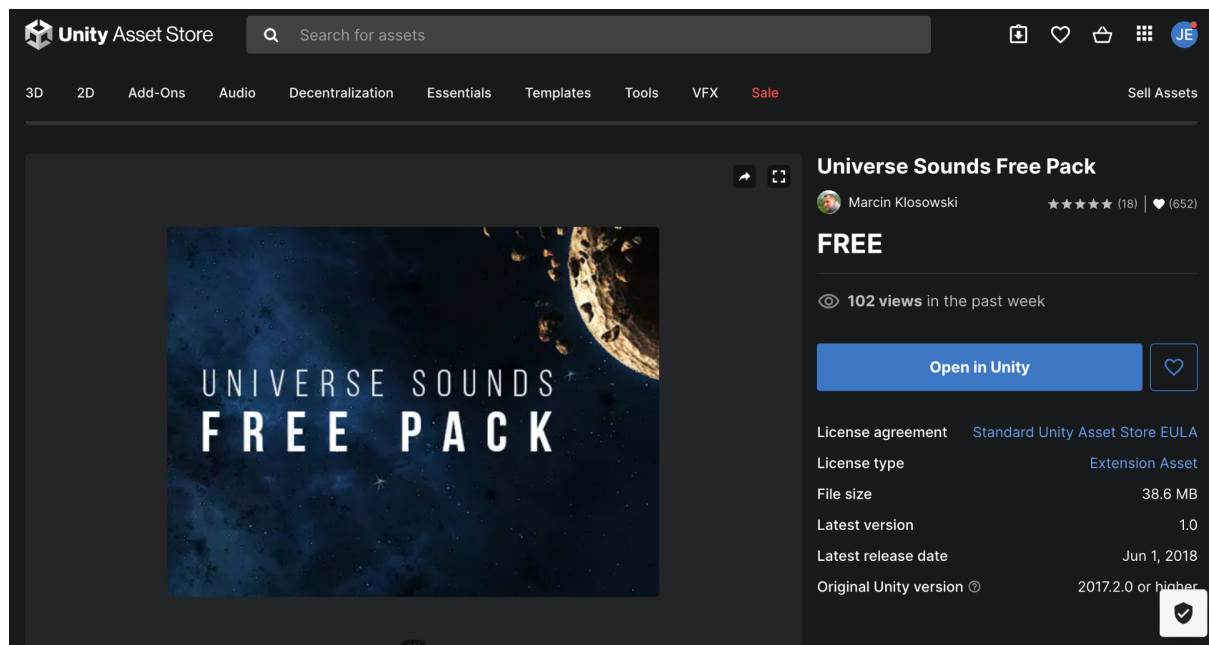 Unity Asset Store
Search for assets
JE
3D 2D Add-Ons Audio Decentralization Essentials Templates Tools VFX Sale Sell Assets
UNIVERSE SOUNDS
FREE PACK
Universe Sounds Free Pack
Marcin Klosowski (18) (652)
FREE
102 views in the past week
Open in Unity
License agreement Standard Unity Asset Store EULA
License type Extension Asset
File size 38.6 MB
Latest version 1.0
Latest release date Jun 1, 2018
Original Unity version 2017.2.0 or higher